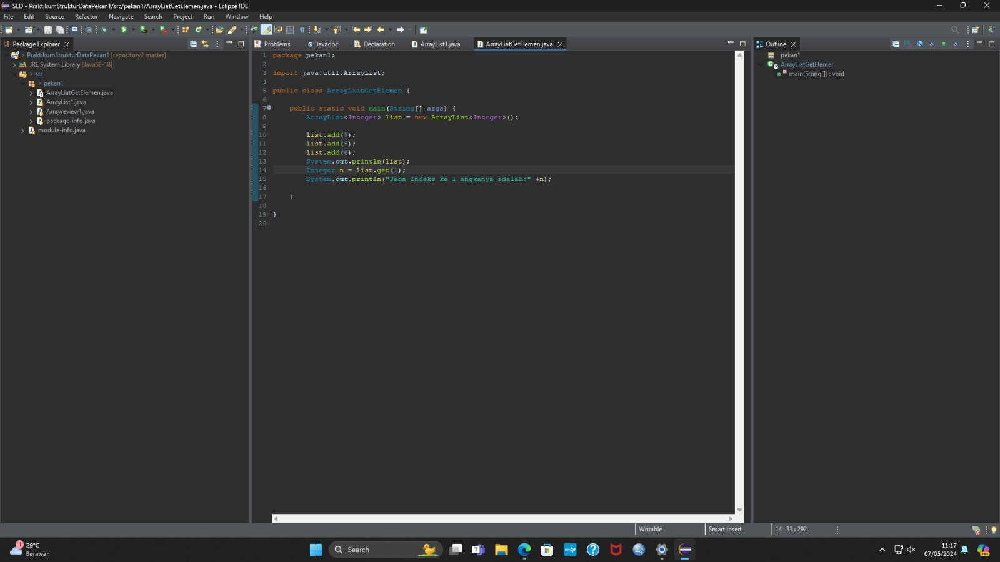 SLD - PraktikumStrukturDataPekan1/src/pekan1/ArrayLiatGetElemen.java - Eclipse IDE
File Edit Source Refactor Navigate Search Project Run Window Help
Package Explorer
> PraktikumStrukturDataPekan1 [repository2 master]
JRE System Library [JavaSE-18]
> src
> pekan1
ArrayLiatGetElemen.java
ArrayList1.java
Arrayreview1.java
package-info.java
module-info.java
Problems Javadoc Declaration ArrayList1.java ArrayLiatGetElemen.java
1 package pekan1;
2
3 import java.util.ArrayList;
4
5 public class ArrayLiatGetElemen {
6
7 public static void main(String[] args) {
8 ArrayList<Integer> list = new ArrayList<Integer>();
9
10 list.add(9);
11 list.add(5);
12 list.add(6);
13 System.out.println(list);
14 Integer n = list.get(1);
15 System.out.println("Pada Indeks ke 1 angkanya adalah:" +n);
16
17 }
18
19 }
20
Outline
pekan1
ArrayLiatGetElemen
main(String[]) : void
Writable Smart Insert 14 : 33 : 292
1
29°C
Berawan
Search
myhp
11:17
07/05/2024
PRE